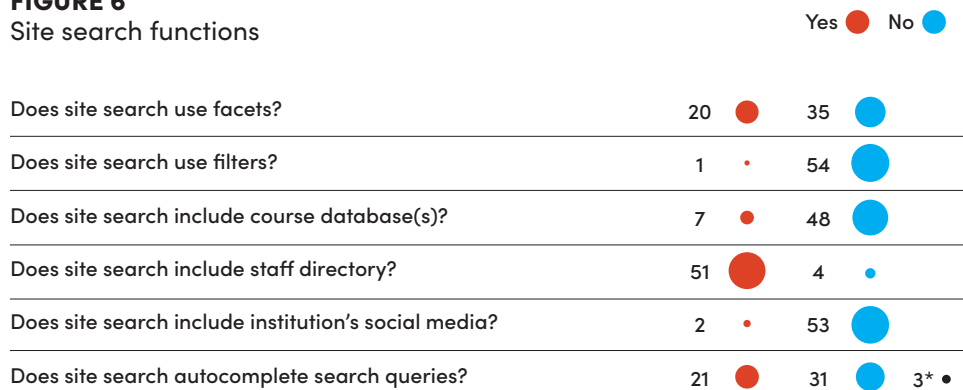 FIGURE 6
Site search functions
Yes No
Does site search use facets? 20 35
Does site search use filters? 1 54
Does site search include course database(s)? 7 48
Does site search include staff directory? 51 4
Does site search include institution’s social media? 2 53
Does site search autocomplete search queries? 21 31 3*